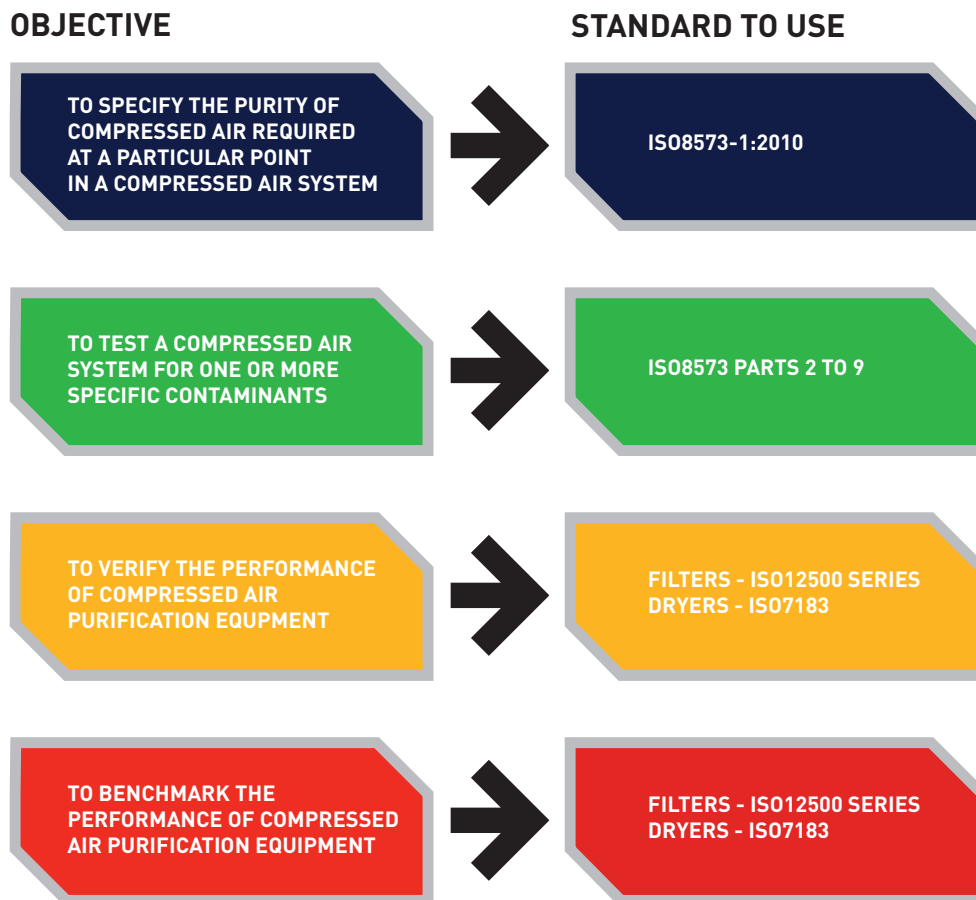 OBJECTIVE
STANDARD TO USE
TO SPECIFY THE PURITY OF
COMPRESSED AIR REQUIRED
AT A PARTICULAR POINT
IN A COMPRESSED AIR SYSTEM
ISO8573-1:2010
TO TEST A COMPRESSED AIR
SYSTEM FOR ONE OR MORE
SPECIFIC CONTAMINANTS
ISO8573 PARTS 2 TO 9
TO VERIFY THE PERFORMANCE
OF COMPRESSED AIR
PURIFICATION EQUPMENT
FILTERS - ISO12500 SERIES
DRYERS - ISO7183
TO BENCHMARK THE
PERFORMANCE OF COMPRESSED
AIR PURIFICATION EQUIPMENT
FILTERS - ISO12500 SERIES
DRYERS - ISO7183